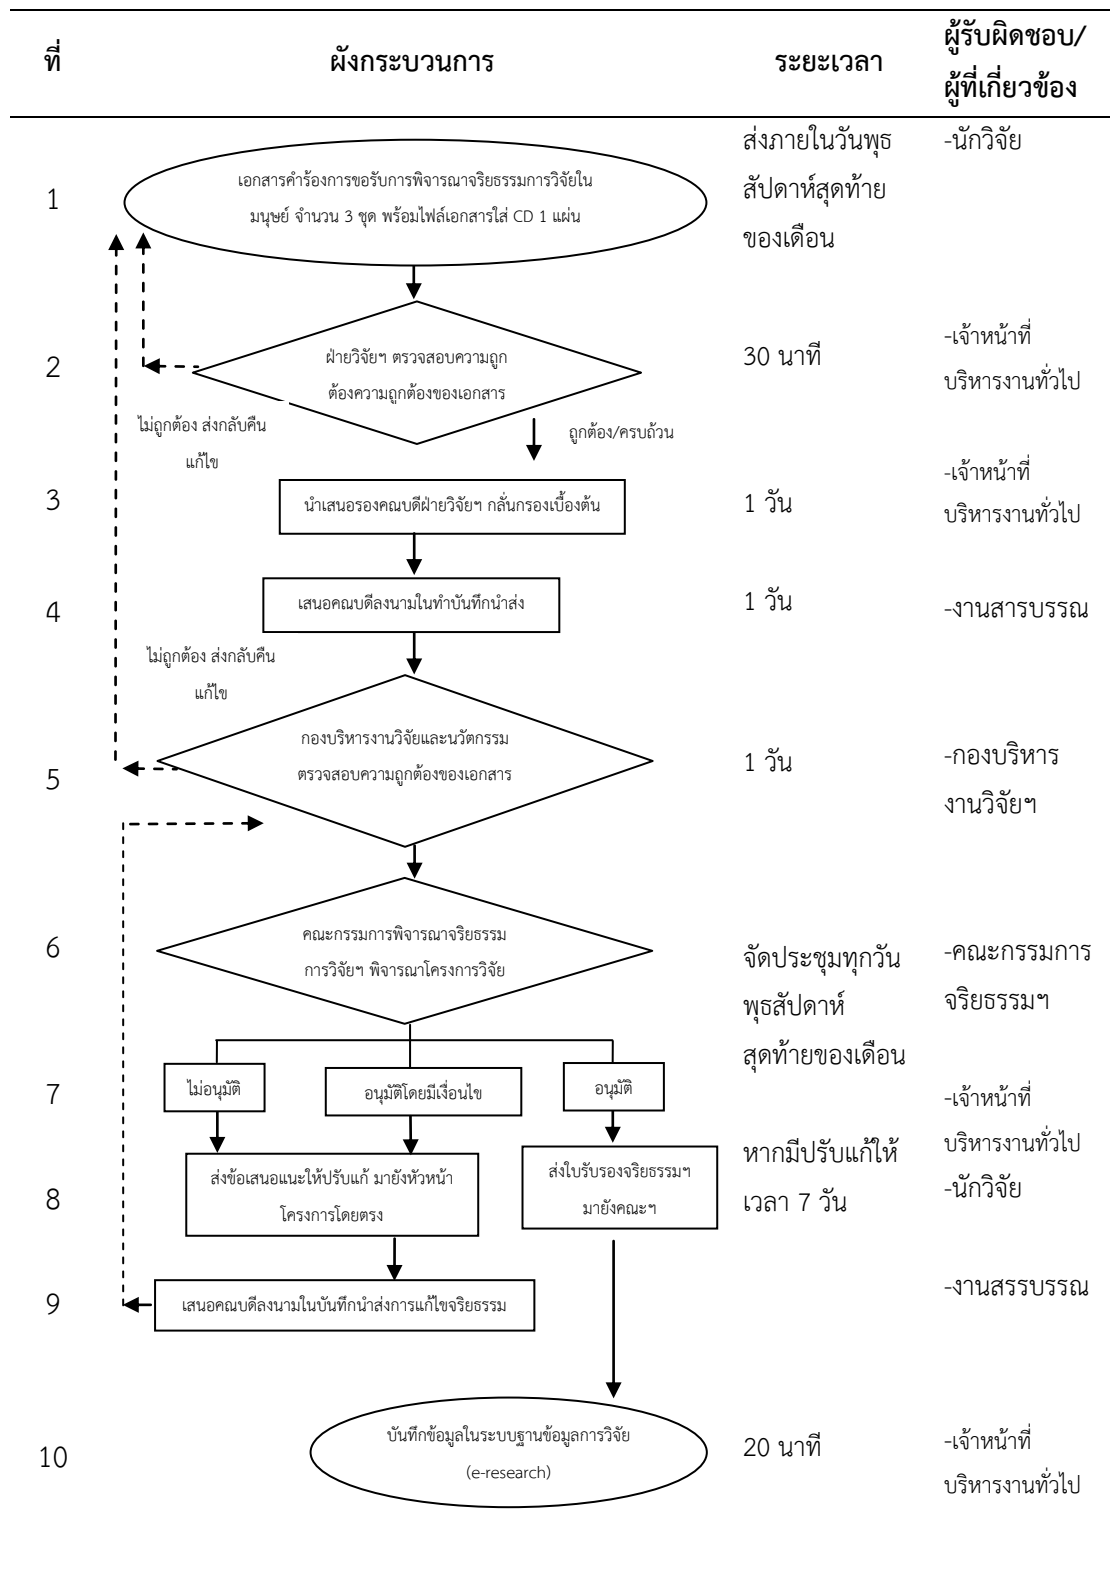 ที่
ผังกระบวนการ
ระยะเวลา
ผู้รับผิดชอบ/
ผู้ที่เกี่ยวข้อง
1
เอกสารคำร้องการขอรับการพิจารณาจริยธรรมการวิจัยใน
มนุษย์ จำนวน 3 ชุด พร้อมไฟล์เอกสารใส่ CD 1 แผ่น
ส่งภายในวันพุธ
สัปดาห์สุดท้าย
ของเดือน
-นักวิจัย
2
ฝ่ายวิจัยฯ ตรวจสอบความถูก
ต้องความถูกต้องของเอกสาร
30 นาที
-เจ้าหน้าที่
บริหารงานทั่วไป
ไม่ถูกต้อง ส่งกลับคืน
แก้ไข
ถูกต้อง/ครบถ้วน
3
นำเสนอรองคณบดีฝ่ายวิจัยฯ กลั่นกรองเบื้องต้น
1 วัน
-เจ้าหน้าที่
บริหารงานทั่วไป
4
เสนอคณบดีลงนามในทำบันทึกนำส่ง
1 วัน
-งานสารบรรณ
ไม่ถูกต้อง ส่งกลับคืน
แก้ไข
5
กองบริหารงานวิจัยและนวัตกรรม
ตรวจสอบความถูกต้องของเอกสาร
1 วัน
-กองบริหาร
งานวิจัยฯ
6
คณะกรรมการพิจารณาจริยธรรม
การวิจัยฯ พิจารณาโครงการวิจัย
จัดประชุมทุกวัน
พุธสัปดาห์
สุดท้ายของเดือน
-คณะกรรมการ
จริยธรรมฯ
7
ไม่อนุมัติ
อนุมัติโดยมีเงื่อนไข
อนุมัติ
-เจ้าหน้าที่
บริหารงานทั่วไป
8
ส่งข้อเสนอแนะให้ปรับแก้ มายังหัวหน้า
โครงการโดยตรง
ส่งใบรับรองจริยธรรมฯ
มายังคณะฯ
หากมีปรับแก้ให้
เวลา 7 วัน
-นักวิจัย
9
เสนอคณบดีลงนามในบันทึกนำส่งการแก้ไขจริยธรรม
-งานสรรบรรณ
10
บันทึกข้อมูลในระบบฐานข้อมูลการวิจัย
(e-research)
20 นาที
-เจ้าหน้าที่
บริหารงานทั่วไป